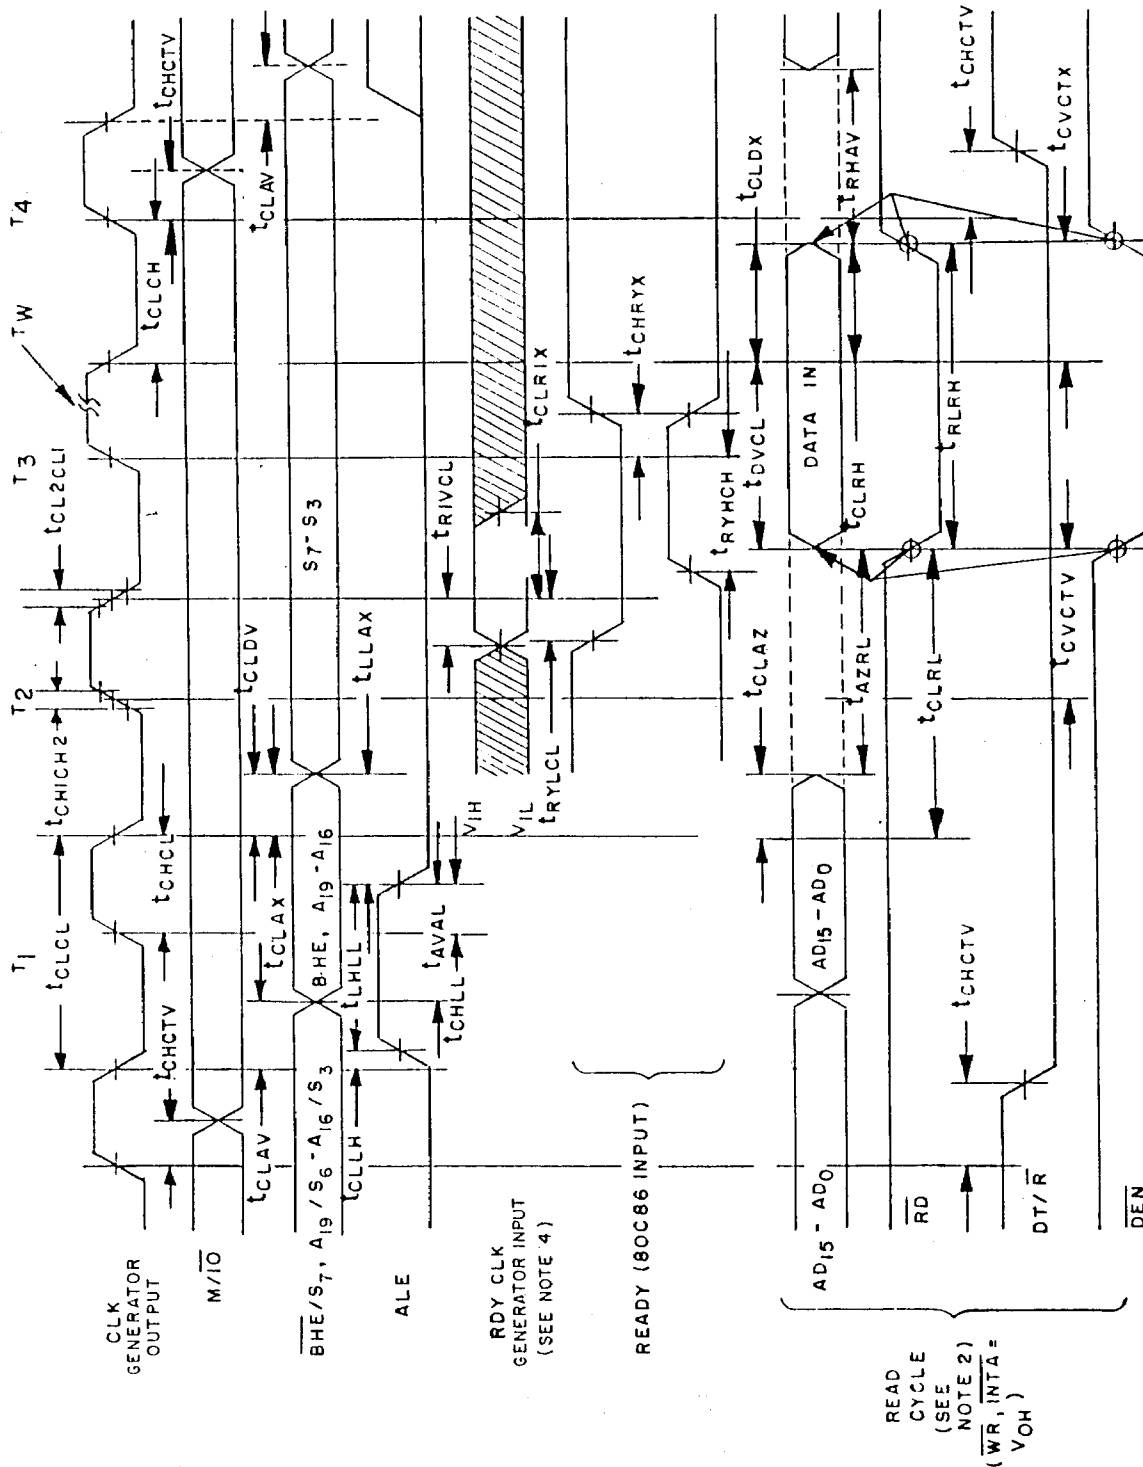 T1
T2
T3
TW
T4
tCLCL
tCHICH2
tCL2CLI
tCHCTV
tCHCL
tCLCH
tCHCTV
CLK
GENERATOR
OUTPUT
M/IO
tCLAV
tCLAX
tCLDV
tCLAV
BHE/S7, A19/S6-A16/S3
BHE, A19-A16
S7-S3
tCLLH
tLHLL
tLLAX
ALE
tAVAL
tCHLL
tRIVCL
VIH
VIL
tCLRIX
RDY CLK
GENERATOR INPUT
(SEE NOTE 4)
tRYLCL
tCHRYX
READY (80C86 INPUT)
tRYHCH
tCLAZ
tDVCL
tCLDX
AD15-AD0
AD15-AD0
DATA IN
tAZRL
tCLRH
tRHAV
RD
tCLRL
tRLRH
READ
CYCLE
(SEE
NOTE 2)
(WR, INTA=
VOH)
tCHCTV
tCHCTV
DT/R
tCVCTV
tCVCTX
DEN